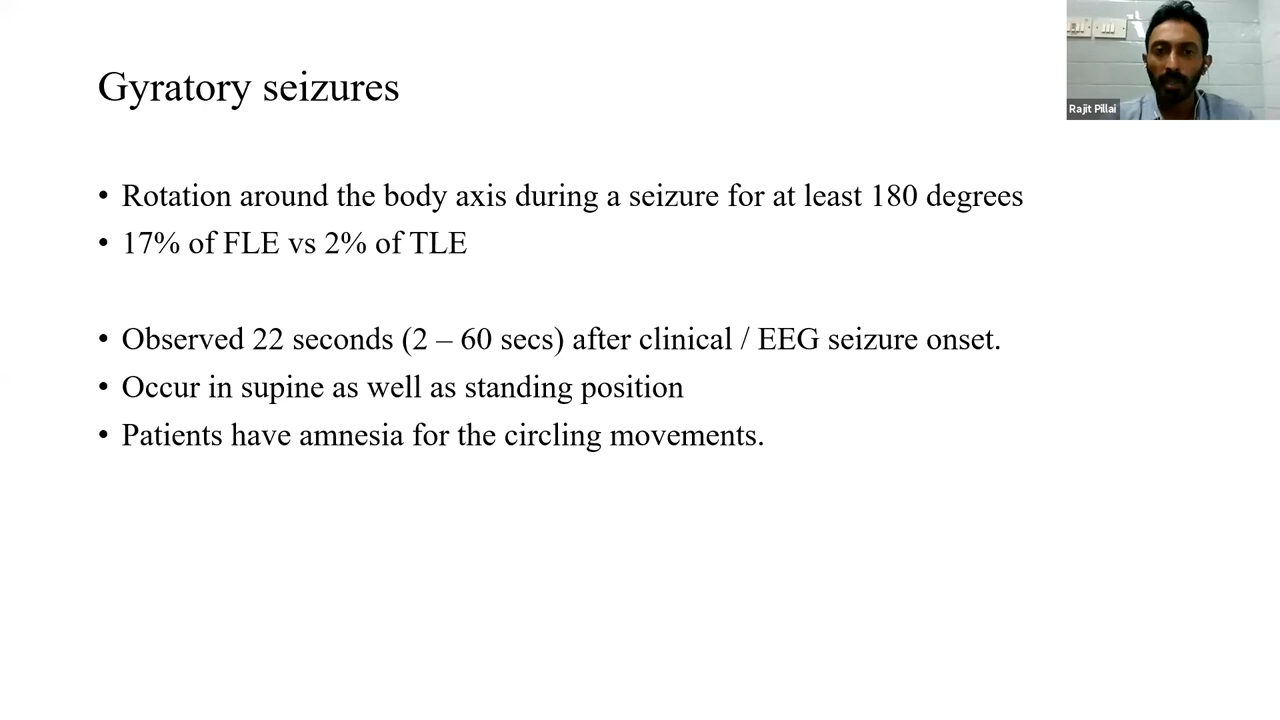 Gyratory seizures
Rajit Pillai
• Rotation around the body axis during a seizure for at least 180 degrees
• 17% of FLE vs 2% of TLE
• Observed 22 seconds (2 – 60 secs) after clinical / EEG seizure onset.
• Occur in supine as well as standing position
• Patients have amnesia for the circling movements.